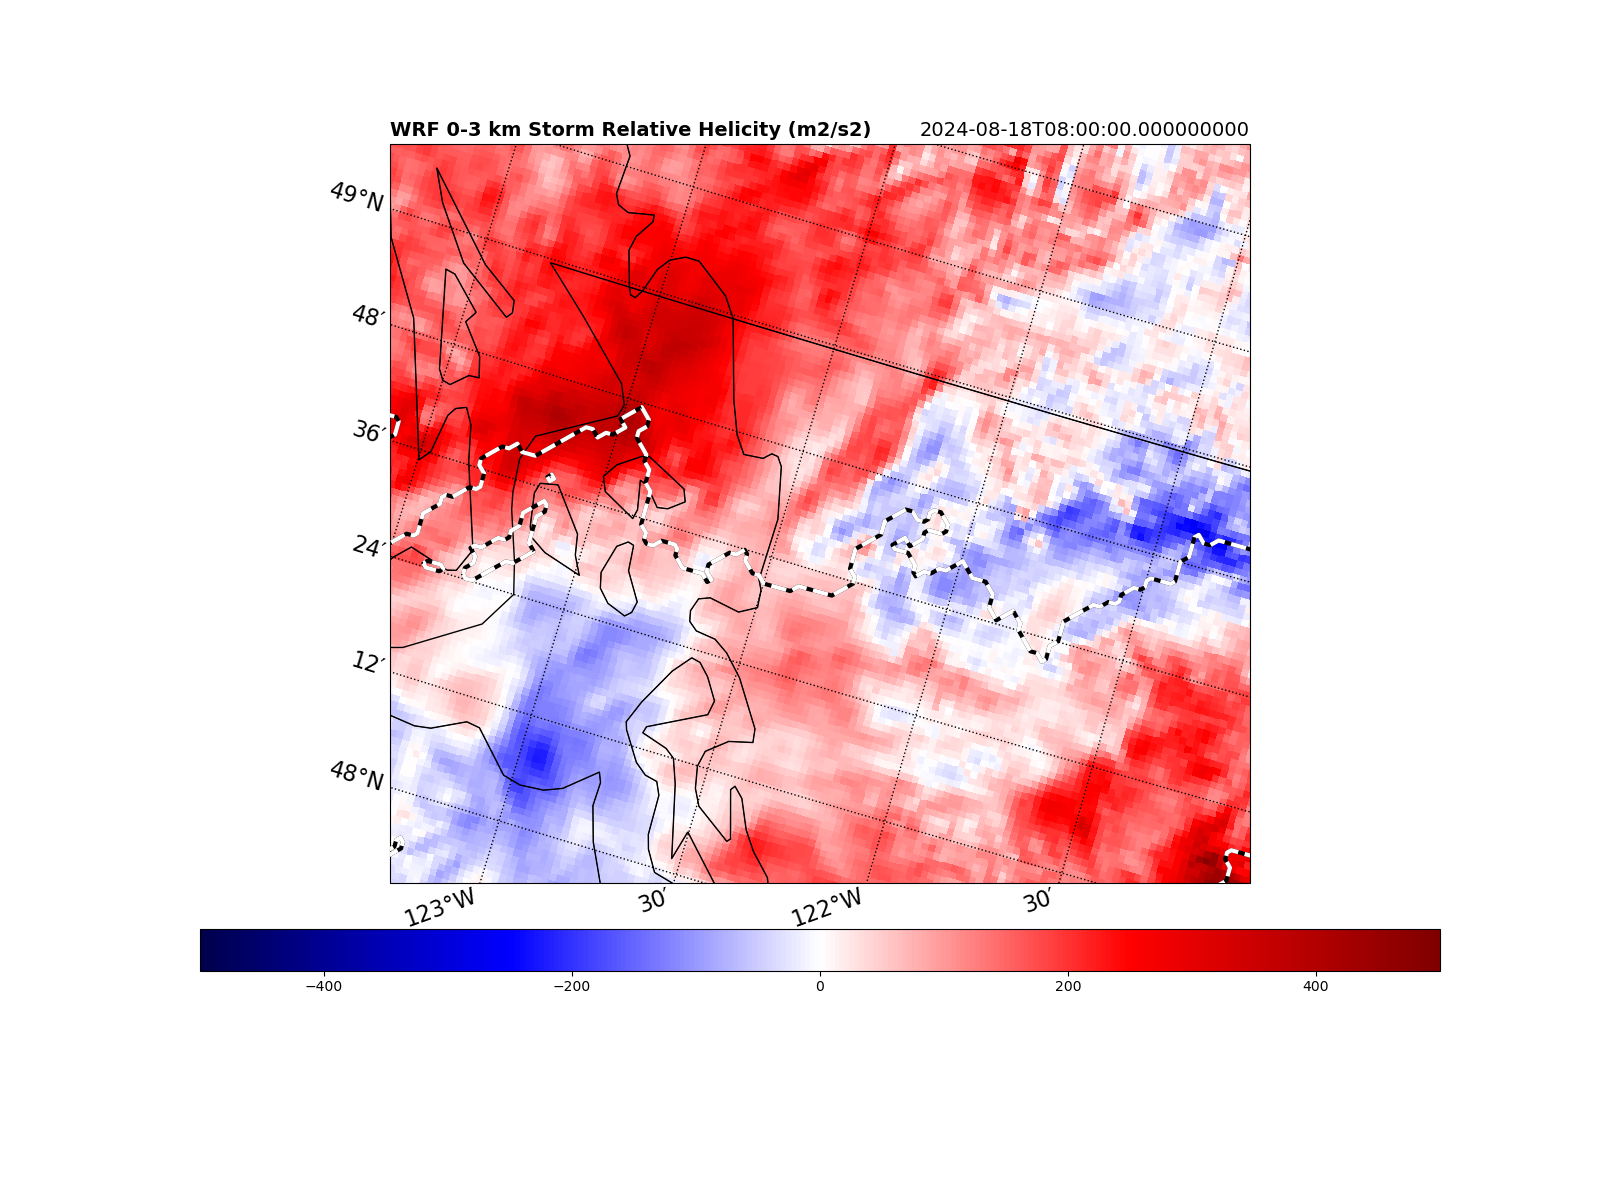 WRF 0-3 km Storm Relative Helicity (m2/s2) 2024-08-18T08:00:00.000000000
49°N
48′
36′
24′
12′
48°N
123°W 30′ 122°W 30′
−400 −200 0 200 400